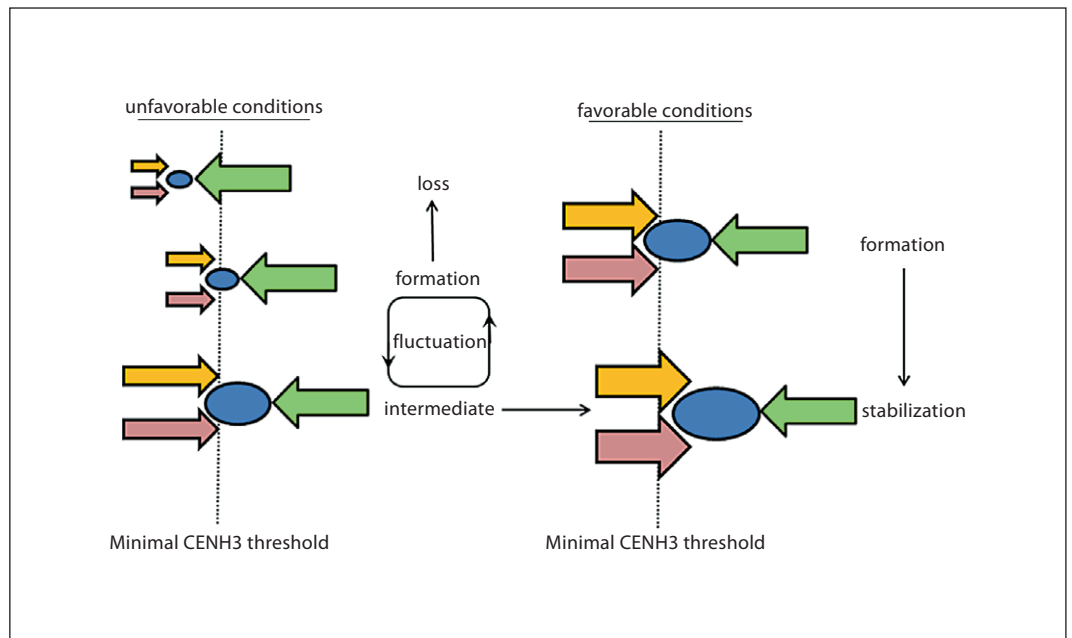 unfavorable conditions
favorable conditions
loss
formation
fluctuation
intermediate
formation
stabilization
Minimal CENH3 threshold
Minimal CENH3 threshold